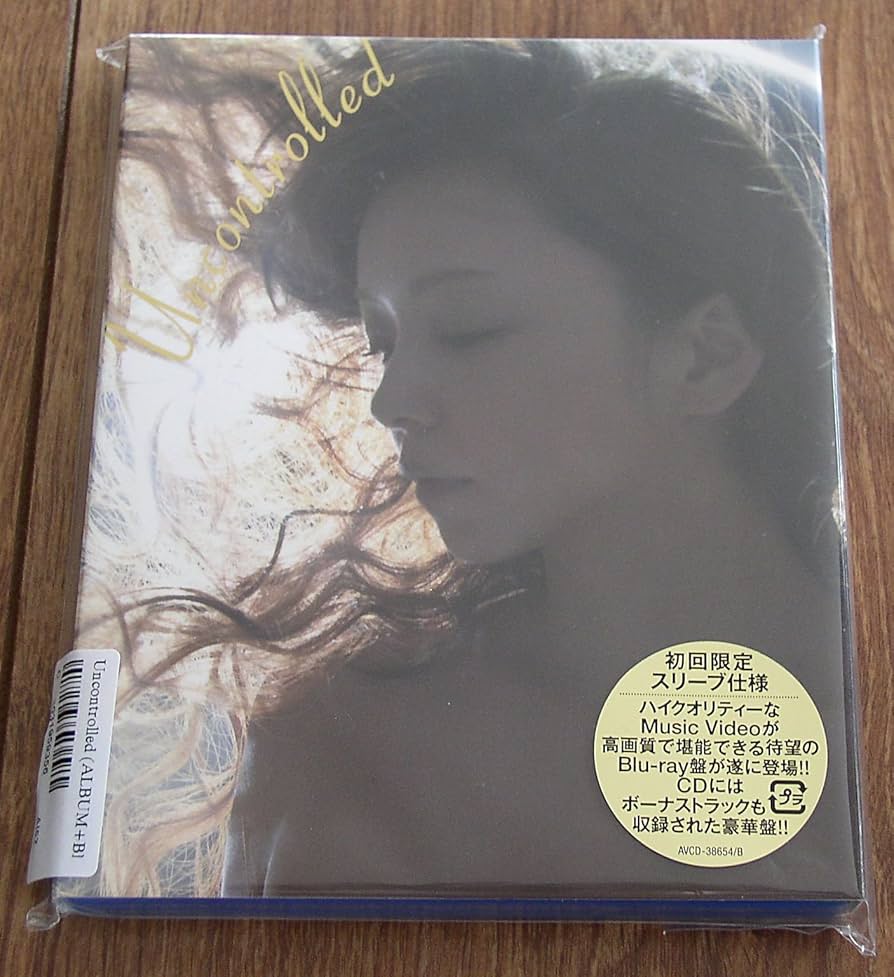 Uncontrolled
初回限定
スリーブ仕様
ハイクオリティーな
Music Videoが
高画質で堪能できる待望の
Blu-ray盤が遂に登場!!
CDには
ボーナストラックも
収録された豪華盤!!
プラ
AVCD-38654/B
Uncontrolled (ALBUM+Bl